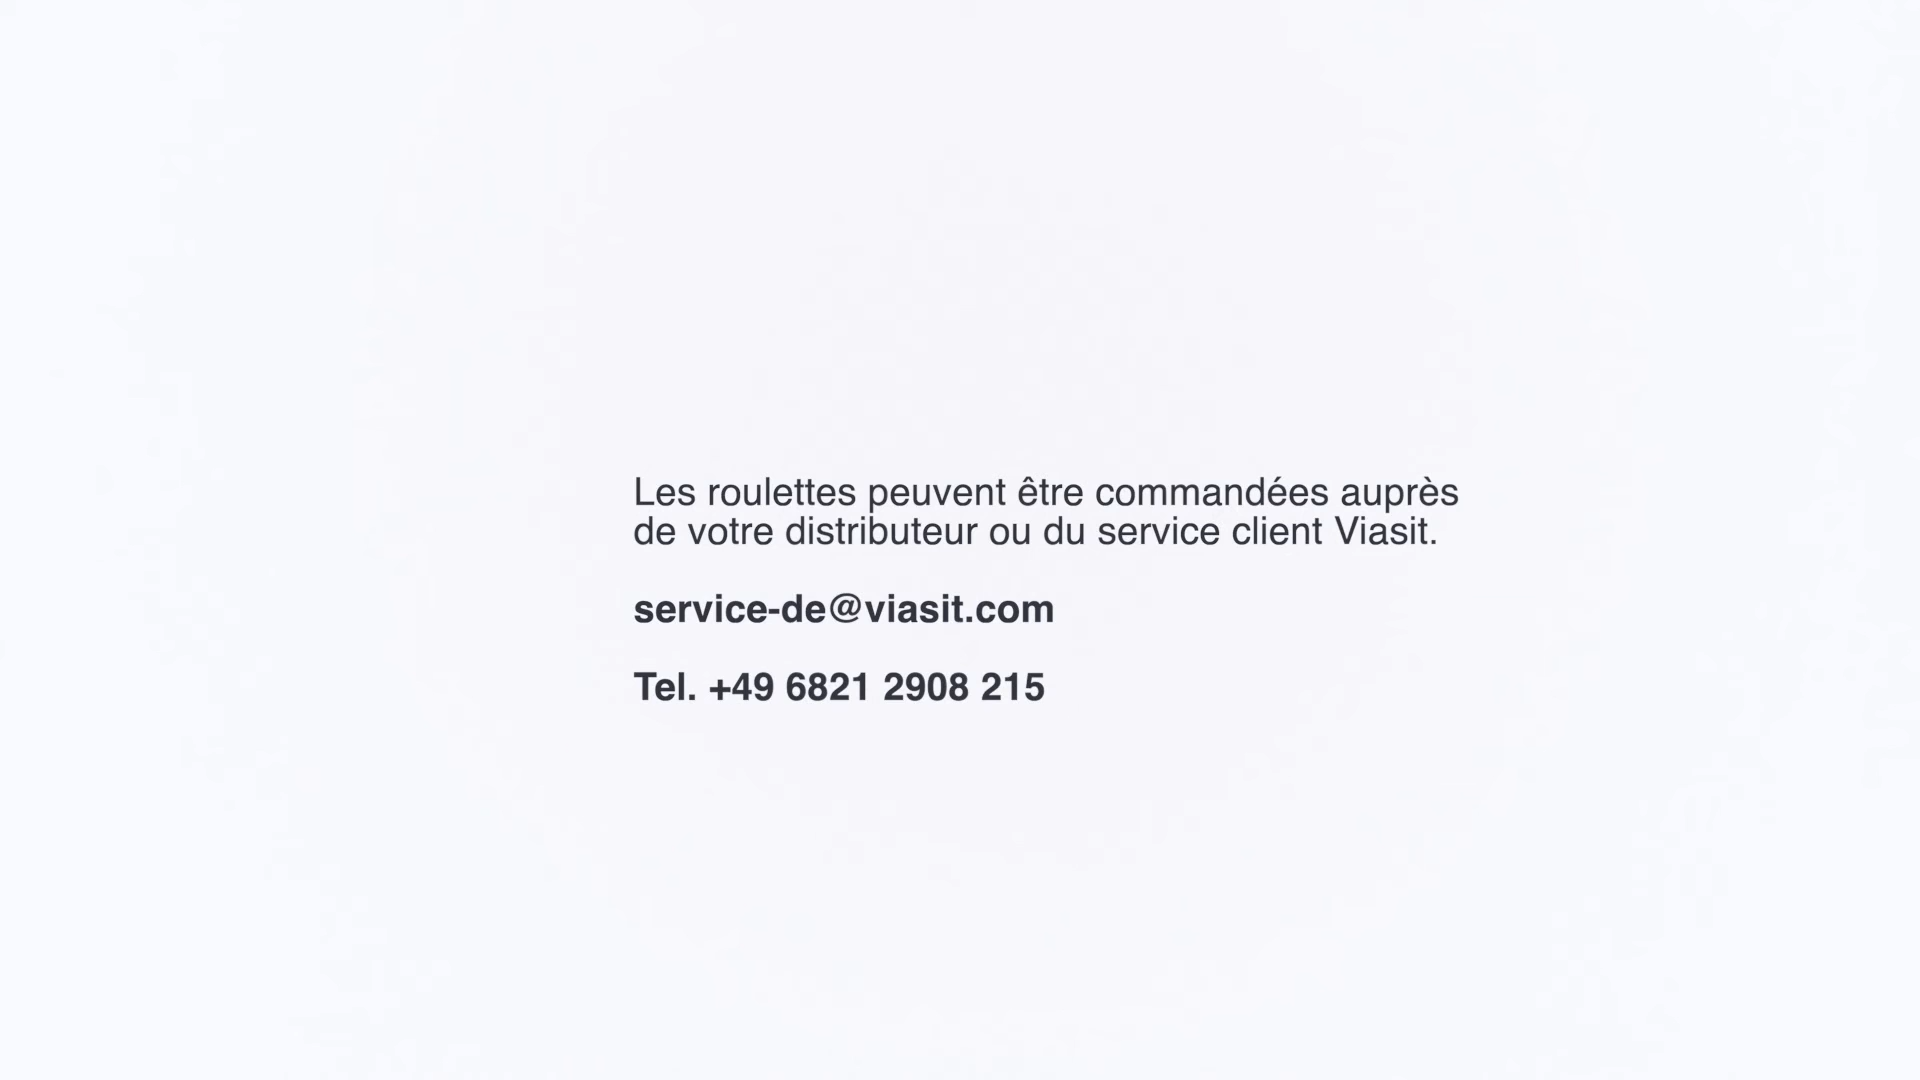 Les roulettes peuvent être commandées auprès
de votre distributeur ou du service client Viasit.
service-de@viasit.com
Tel. +49 6821 2908 215